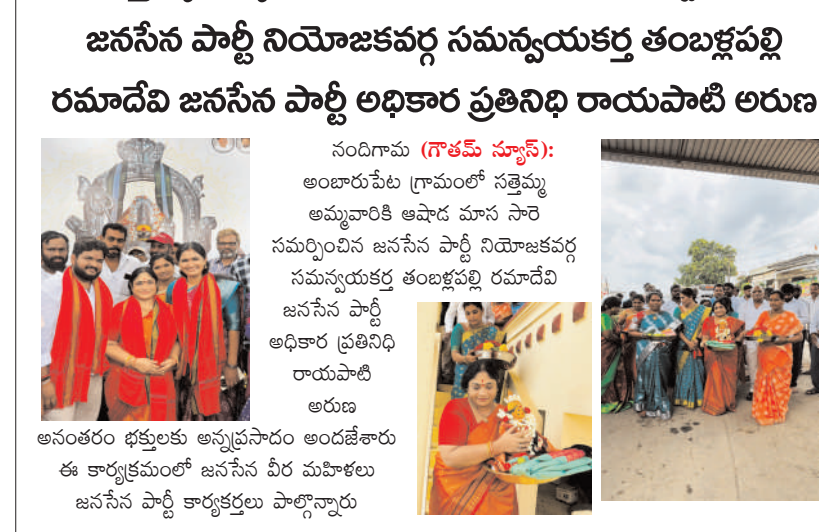 జనసేన పార్టీ నియోజకవర్గ సమన్వయకర్త తంబళ్లపల్లి
రమాదేవి జనసేన పార్టీ అధికార ప్రతినిధి రాయపాటి అరుణ
నందిగామ (గౌతమ్ న్యూస్):
అంబారుపేట గ్రామంలో సత్తెమ్మ
అమ్మవారికి ఆషాడ మాస సారె
సమర్పించిన జనసేన పార్టీ నియోజకవర్గ
సమన్వయకర్త తంబళ్లపల్లి రమాదేవి
జనసేన పార్టీ
అధికార ప్రతినిధి
రాయపాటి
అరుణ
అనంతరం భక్తులకు అన్నప్రసాదం అందజేశారు
ఈ కార్యక్రమంలో జనసేన వీర మహిళలు
జనసేన పార్టీ కార్యకర్తలు పాల్గొన్నారు